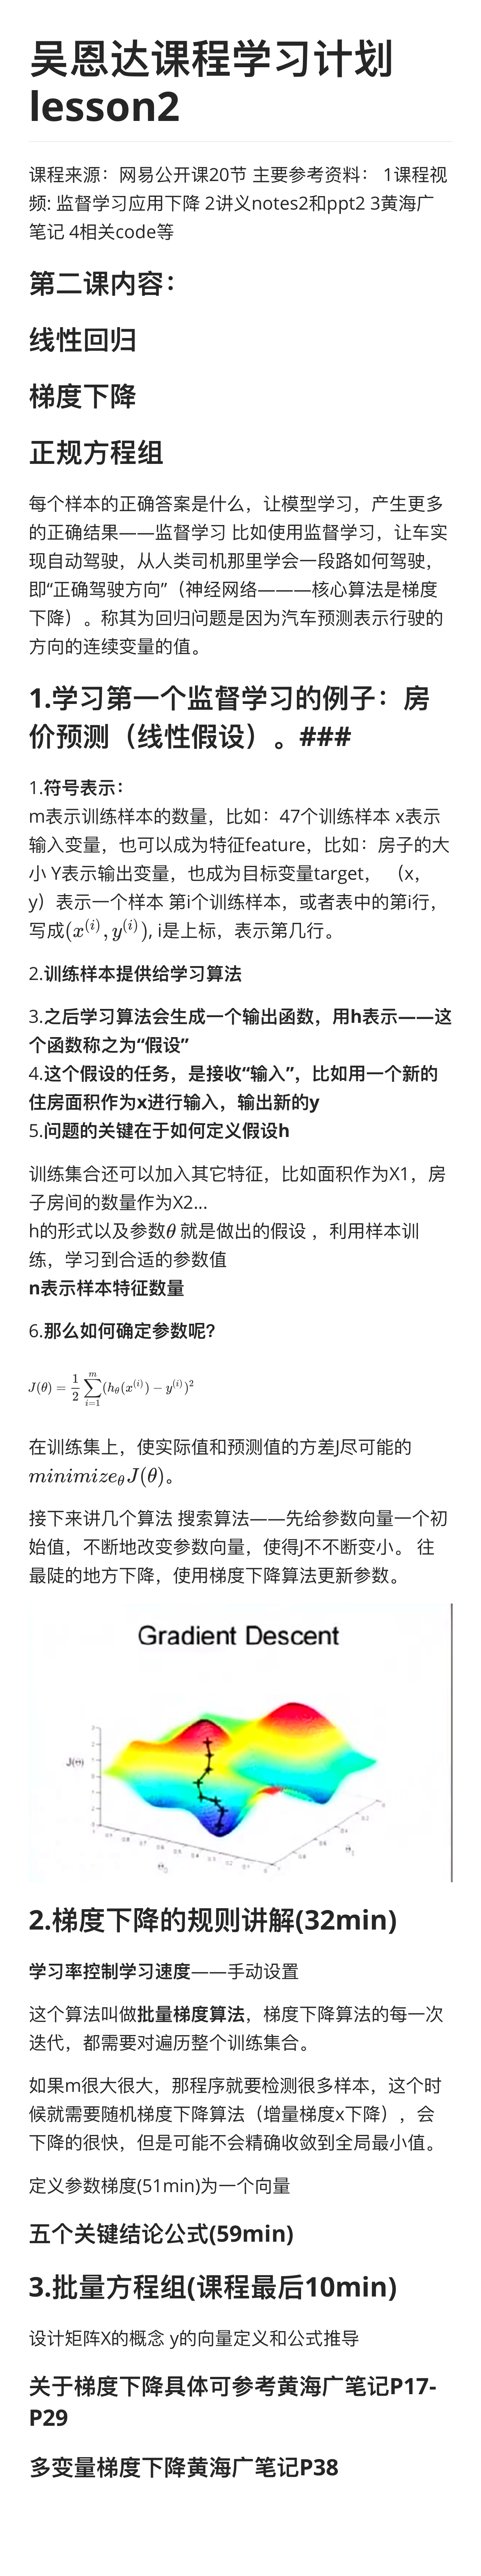 吴恩达课程学习计划
lesson2
课程来源：网易公开课20节 主要参考资料： 1课程视
频: 监督学习应用下降 2讲义notes2和ppt2 3黄海广
笔记 4相关code等
第二课内容：
线性回归
梯度下降
正规方程组
每个样本的正确答案是什么，让模型学习，产生更多
的正确结果——监督学习 比如使用监督学习，让车实
现自动驾驶，从人类司机那里学会一段路如何驾驶，
即“正确驾驶方向”（神经网络———核心算法是梯度
下降）。称其为回归问题是因为汽车预测表示行驶的
方向的连续变量的值。
1.学习第一个监督学习的例子：房
价预测（线性假设）。###
1.符号表示：
m表示训练样本的数量，比如：47个训练样本 x表示
输入变量，也可以成为特征feature，比如：房子的大
小 Y表示输出变量，也成为目标变量target， （x，
y）表示一个样本 第i个训练样本，或者表中的第i行，
写成(x^(i), y^(i)), i是上标，表示第几行。
2.训练样本提供给学习算法
3.之后学习算法会生成一个输出函数，用h表示——这
个函数称之为“假设”
4.这个假设的任务，是接收“输入”，比如用一个新的
住房面积作为x进行输入，输出新的y
5.问题的关键在于如何定义假设h
训练集合还可以加入其它特征，比如面积作为X1，房
子房间的数量作为X2...
h的形式以及参数θ 就是做出的假设 ，利用样本训
练，学习到合适的参数值
n表示样本特征数量
6.那么如何确定参数呢?
J(θ) = 1/2 ∑_{i=1}^{m} (h_θ(x^(i)) − y^(i))^2
在训练集上，使实际值和预测值的方差J尽可能的
minimize_θ J(θ)。
接下来讲几个算法 搜索算法——先给参数向量一个初
始值，不断地改变参数向量，使得J不不断变小。 往
最陡的地方下降，使用梯度下降算法更新参数。
Gradient Descent
J(Θ)
2.梯度下降的规则讲解(32min)
学习率控制学习速度——手动设置
这个算法叫做批量梯度算法，梯度下降算法的每一次
迭代，都需要对遍历整个训练集合。
如果m很大很大，那程序就要检测很多样本，这个时
候就需要随机梯度下降算法（增量梯度x下降）, 会
下降的很快，但是可能不会精确收敛到全局最小值。
定义参数梯度(51min)为一个向量
五个关键结论公式(59min)
3.批量方程组(课程最后10min)
设计矩阵X的概念 y的向量定义和公式推导
关于梯度下降具体可参考黄海广笔记P17-
P29
多变量梯度下降黄海广笔记P38